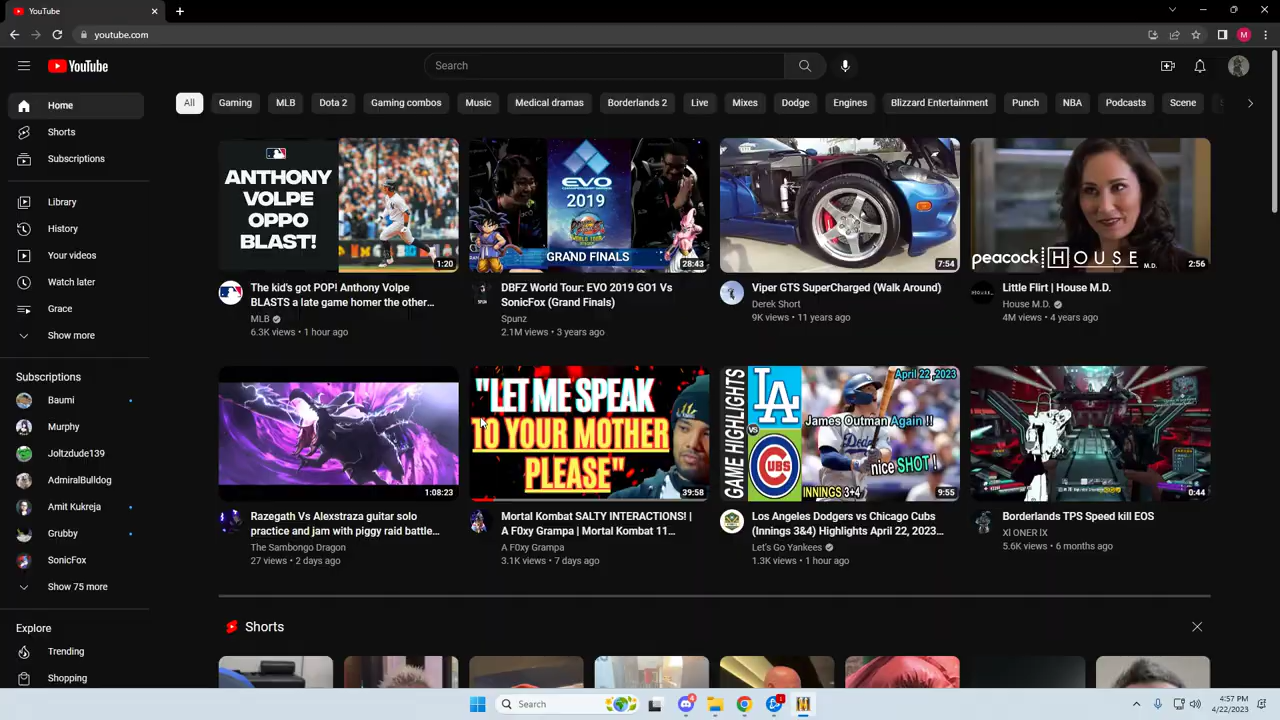 YouTube
youtube.com
M
YouTube
Search
Home
Shorts
Subscriptions
Library
History
Your videos
Watch later
Grace
Show more
Subscriptions
Baumi
Murphy
Joltzdude139
AdmiralBulldog
Amit Kukreja
Grubby
SonicFox
Show 75 more
Explore
Trending
Shopping
All
Gaming
MLB
Dota 2
Gaming combos
Music
Medical dramas
Borderlands 2
Live
Mixes
Dodge
Engines
Blizzard Entertainment
Punch
NBA
Podcasts
Scene
ANTHONY
VOLPE
OPPO
BLAST!
1:20
The kid's got POP! Anthony Volpe
BLASTS a late game homer the other…
MLB
6.3K views • 1 hour ago
EVO
2019
GRAND FINALS
28:43
DBFZ World Tour: EVO 2019 GO1 Vs
SonicFox (Grand Finals)
Spunz
2.1M views • 3 years ago
7:54
Viper GTS SuperCharged (Walk Around)
Derek Short
9K views • 11 years ago
peacock HOUSE M.D.
2:56
Little Flirt | House M.D.
House M.D.
4M views • 4 years ago
1:08:23
Razegath Vs Alexstraza guitar solo
practice and jam with piggy raid battle…
The Sambongo Dragon
27 views • 2 days ago
"LET ME SPEAK
TO YOUR MOTHER
PLEASE"
39:58
Mortal Kombat SALTY INTERACTIONS! |
A F0xy Grampa | Mortal Kombat 11…
A F0xy Grampa
3.1K views • 7 days ago
GAME HIGHLIGHTS
LA
VS
CUBS
April 22 ,2023
James Outman Again !!
Dodgers
nice SHOT !
INNINGS 3+4
9:55
Los Angeles Dodgers vs Chicago Cubs
(Innings 3&4) Highlights April 22, 2023…
Let's Go Yankees
1.3K views • 1 hour ago
0:44
Borderlands TPS Speed kill EOS
XI ONER IX
5.6K views • 6 months ago
Shorts
Search
4
1
4:57 PM
4/22/2023